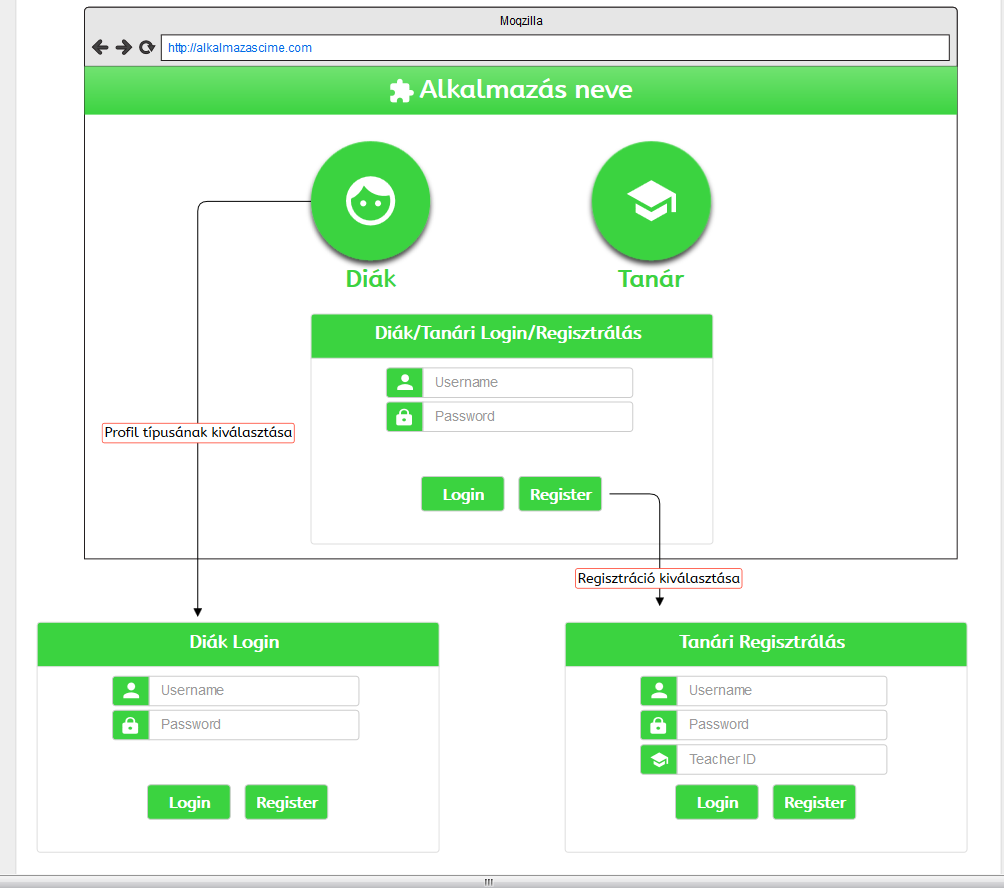 Moqzilla
http://alkalmazascime.com
Alkalmazás neve
Diák
Tanár
Diák/Tanári Login/Regisztrálás
Username
Password
Profil típusának kiválasztása
Login
Register
Regisztráció kiválasztása
Diák Login
Username
Password
Login
Register
Tanári Regisztrálás
Username
Password
Teacher ID
Login
Register